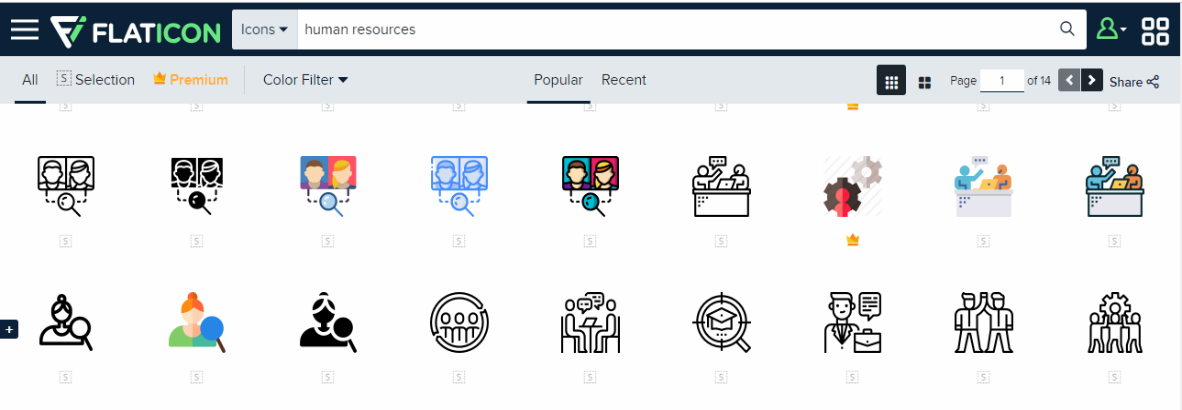 FLATICON Icons human resources
All S Selection Premium Color Filter Popular Recent Page 1 of 14 Share
S S S S S S S S
S S S S S S S S
S S S S S S S S S